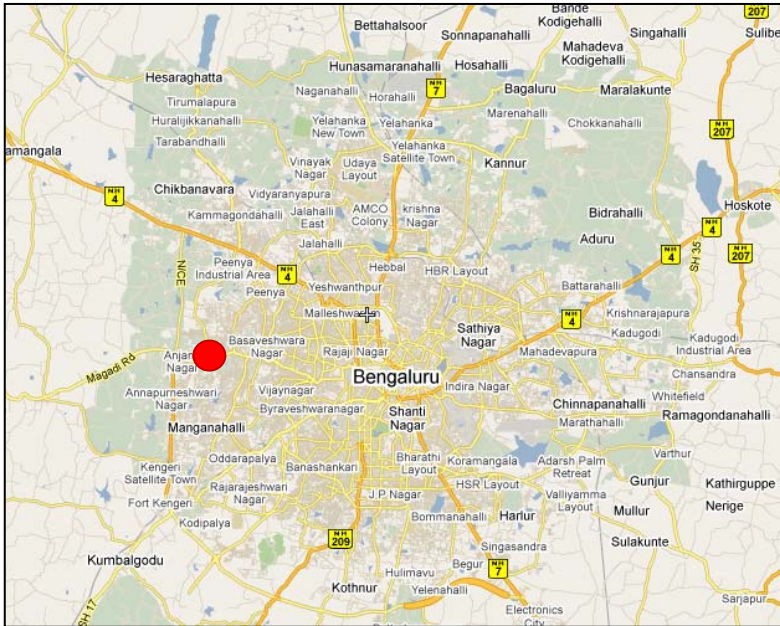 Bande
Kodigehalli
NH
207
Bettahalsoor
Sonnapanahalli
Singahalli
Sulibe
Mahadeva
Kodigehalli
Hunasamaranahalli
Hosahalli
Hesaraghatta
NH
7
Naganahalli
Horahalli
Bagaluru
Maralakunte
Tirumalapura
Marenahalli
Huralijikkanahalli
Yelahanka
New Town
Yelahanka
Chokkanahalli
NH
207
Tarabandhalli
Yelahanka
Satellite Town
amangala
Vinayak
Nagar
Udaya
Layout
Kannur
Chikbanavara
NH
4
Vidyaranyapura
Hoskote
Kammagondahalli
Jalahalli
East
AMCO
Colony
krishna
Nagar
Bidrahalli
NH
4
Jalahalli
Aduru
NH
4
SH 35
NH
207
Peenya
Industrial Area
NICE
NH
4
Hebbal
HBR Layout
Peenya
Yeshwanthpur
Battarahalli
Malleshwaram
NH
4
Krishnarajapura
Sathiya
Nagar
Kadugodi
Basaveshwara
Nagar
Rajaji Nagar
Mahadevapura
Kadugodi
Industrial Area
Anjan
Nagar
Magadi Rd
Bengaluru
Chansandra
Annapurneshwari
Nagar
Vijaynagar
Indira Nagar
Whitefield
Byraveshwaranagar
Shanti
Nagar
Chinnapanahalli
Ramagondanahalli
Manganahalli
Marathahalli
Oddarapalya
Bharathi
Layout
Varthur
Kengeri
Satellite Town
Banashankari
Koramangala
Adarsh Palm
Retreat
Rajarajeshwari
Nagar
HSR Layout
Gunjur
Kathirguppe
Fort Kengeri
J.P.Nagar
Valliyamma
Layout
Nerige
Kodipalya
Bommanahalli
Harlur
Mullur
NH
209
Sulakunte
Kumbalgodu
Singasandra
Hulimavu
Begur
NH
7
Kothnur
Yelenahalli
SH 17
Electronics
City
Sarjapur